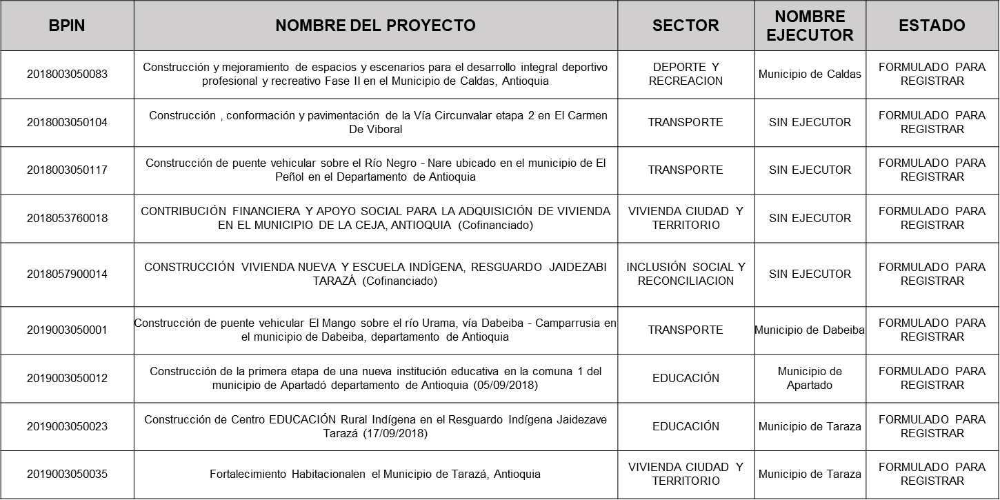 BPIN
NOMBRE DEL PROYECTO
SECTOR
NOMBRE
EJECUTOR
ESTADO
2018003050083
Construcción y mejoramiento de espacios y escenarios para el desarrollo integral deportivo
profesional y recreativo Fase II en el Municipio de Caldas, Antioquia
DEPORTE Y
RECREACION
Municipio de Caldas
FORMULADO PARA
REGISTRAR
2018003050104
Construcción , conformación y pavimentación de la Vía Circunvalar etapa 2 en El Carmen
De Viboral
TRANSPORTE
SIN EJECUTOR
FORMULADO PARA
REGISTRAR
2018003050117
Construcción de puente vehicular sobre el Río Negro - Nare ubicado en el municipio de El
Peñol en el Departamento de Antioquia
TRANSPORTE
SIN EJECUTOR
FORMULADO PARA
REGISTRAR
2018053760018
CONTRIBUCIÓN FINANCIERA Y APOYO SOCIAL PARA LA ADQUISICIÓN DE VIVIENDA
EN EL MUNICIPIO DE LA CEJA, ANTIOQUIA (Cofinanciado)
VIVIENDA CIUDAD Y
TERRITORIO
SIN EJECUTOR
FORMULADO PARA
REGISTRAR
2018057900014
CONSTRUCCIÓN VIVIENDA NUEVA Y ESCUELA INDÍGENA, RESGUARDO JAIDEZABI
TARAZÁ (Cofinanciado)
INCLUSIÓN SOCIAL Y
RECONCILIACION
SIN EJECUTOR
FORMULADO PARA
REGISTRAR
2019003050001
Construcción de puente vehicular El Mango sobre el río Urama, vía Dabeiba - Camparrusia en
el municipio de Dabeiba, departamento de Antioquia
TRANSPORTE
Municipio de Dabeiba
FORMULADO PARA
REGISTRAR
2019003050012
Construcción de la primera etapa de una nueva institución educativa en la comuna 1 del
municipio de Apartadó departamento de Antioquia (05/09/2018)
EDUCACIÓN
Municipio de
Apartado
FORMULADO PARA
REGISTRAR
2019003050023
Construcción de Centro EDUCACIÓN Rural Indígena en el Resguardo Indígena Jaidezave
Tarazá (17/09/2018)
EDUCACIÓN
Municipio de Taraza
FORMULADO PARA
REGISTRAR
2019003050035
Fortalecimiento Habitacionalen el Municipio de Tarazá, Antioquia
VIVIENDA CIUDAD Y
TERRITORIO
Municipio de Taraza
FORMULADO PARA
REGISTRAR